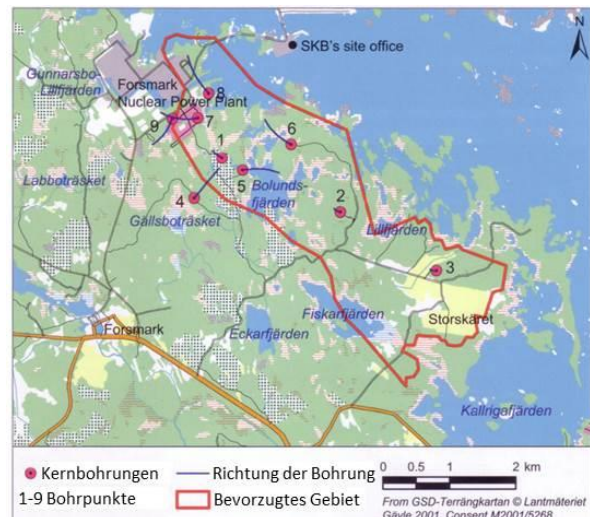 N
SKB's site office
Gunnarsbo-
Lillfjärden
Forsmark
Nuclear Power Plant
8
7
9
6
1
Labboträsket
5
Bolunds-
fjärden
4
2
Gällsboträsket
Lillfjärden
3
Fiskarfjärden
Storskäret
Forsmark
Eckarfjärden
Kallrigafjärden
Kernbohrungen
Richtung der Bohrung
0 0.5 1 2 km
1-9 Bohrpunkte
Bevorzugtes Gebiet
From GSD-Terrängkartan © Lantmäteriet
Gävle 2001, Consent M2001/5268